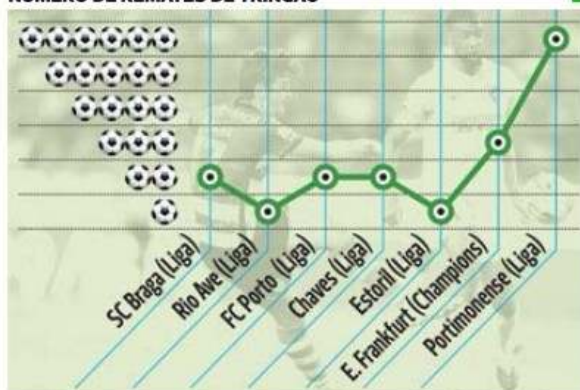 NÚMERO DE REMATES DE TRINCÃO
SC Braga (Liga)
Rio Ave (Liga)
FC Porto (Liga)
Chaves (Liga)
Estoril (Liga)
E. Frankfurt (Champions)
Portimonense (Liga)